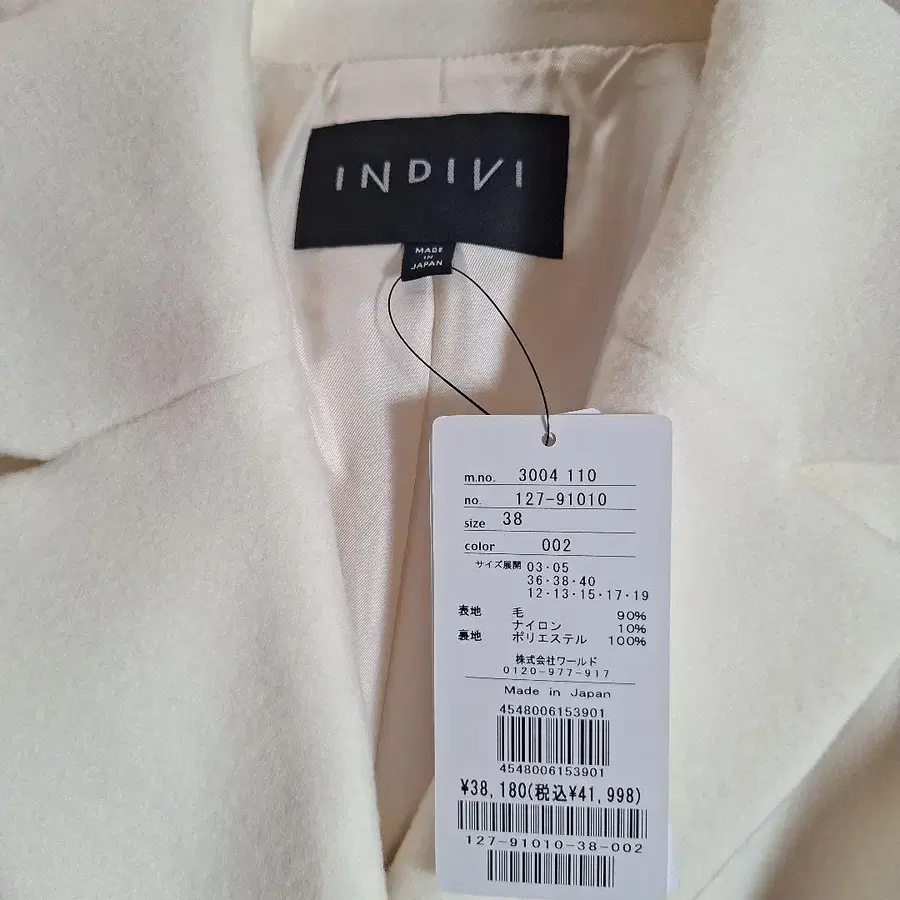 INDIVI
MADE
IN
JAPAN
m.no. 3004 110
no. 127-91010
size 38
color 002
サイズ展開 03・05
36・38・40
12・13・15・17・19
表地 毛 90%
ナイロン 10%
裏地 ポリエステル 100%
株式会社ワールド
0120-977-917
Made in Japan
4548006153901
4548006153901
¥38,180(税込¥41,998)
127-91010-38-002